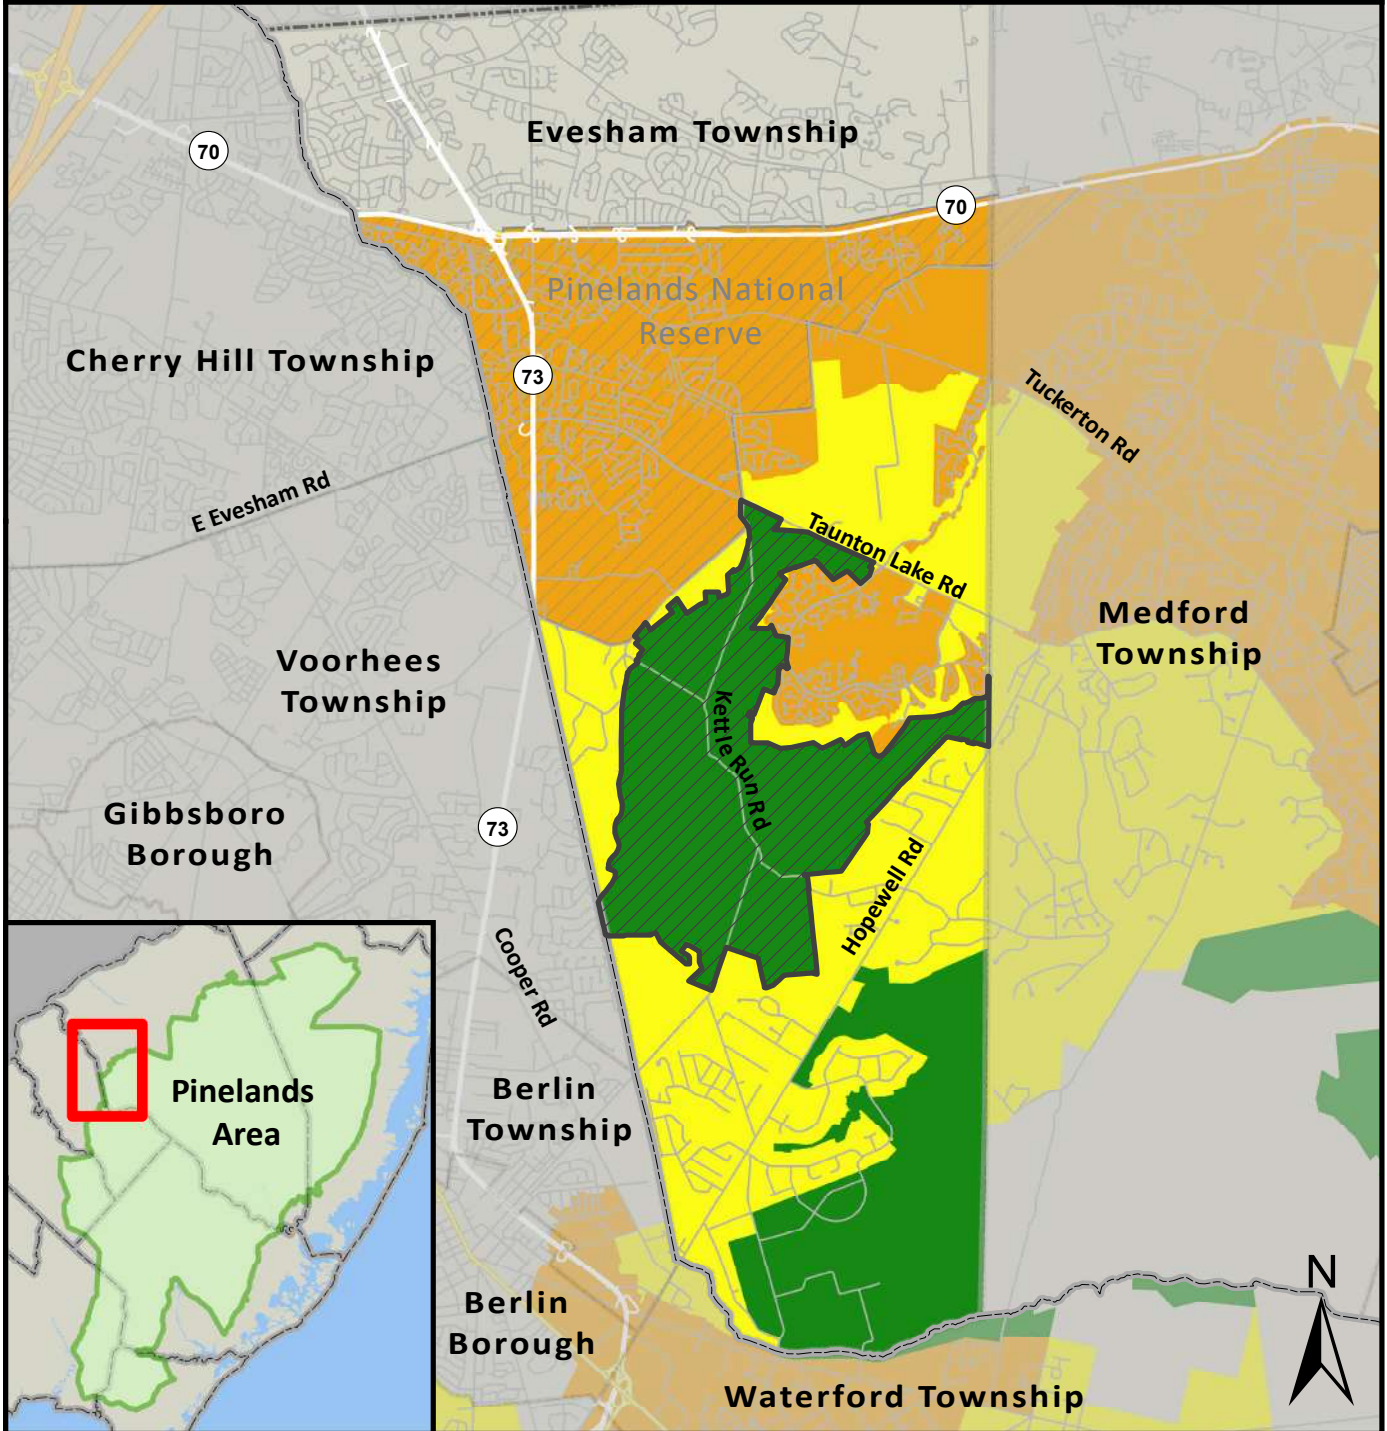 Evesham Township
70
70
Pinelands National
Reserve
Cherry Hill Township
73
Tuckerton Rd
E Evesham Rd
Taunton Lake Rd
Medford
Township
Voorhees
Township
Kettle Run Rd
Gibbsboro
Borough
73
Hopewell Rd
Cooper Rd
Pinelands
Area
Berlin
Township
N
Berlin
Borough
Waterford Township